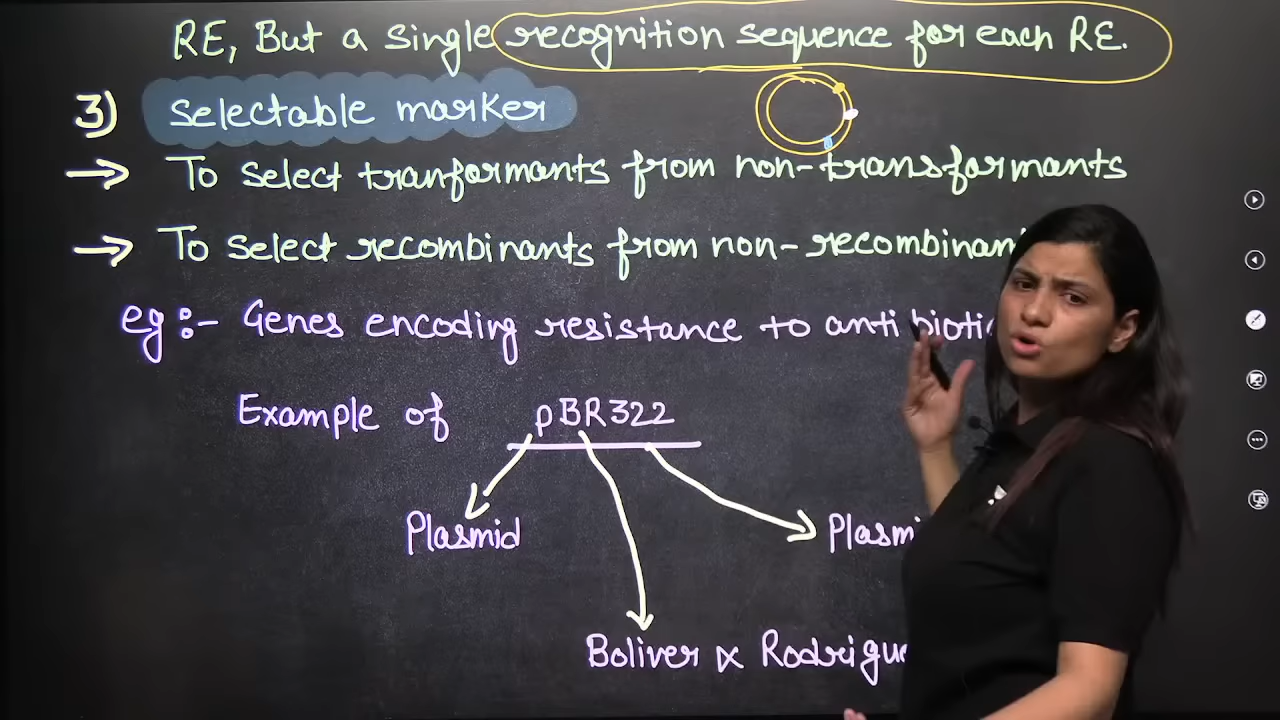 RE, But a single recognition sequence for each RE.
3) Selectable marker
→ To select tranformants from non-transformants
→ To select recombinants from non-recombinan
eg :- Genes encoding resistance to anti biotic
Example of pBR322
Plasmid Plasmi
Boliver & Rodrigu